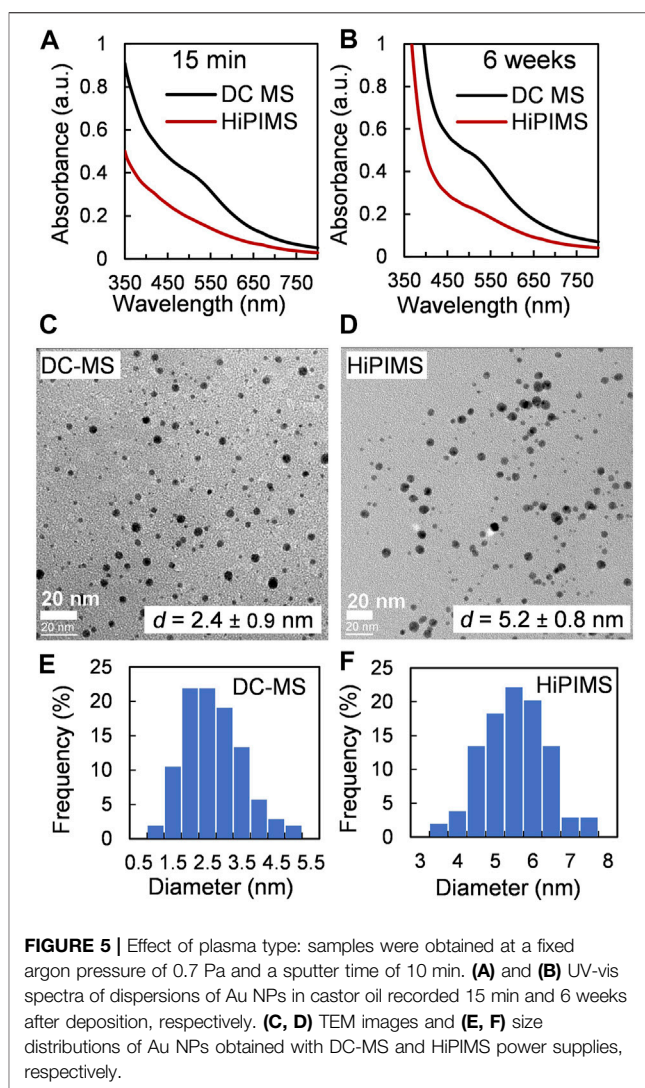 A
B
15 min
6 weeks
DC MS
HiPIMS
DC MS
HiPIMS
Absorbance (a.u.)
1
0.8
0.6
0.4
0.2
0
350 450 550 650 750
Wavelength (nm)
Absorbance (a.u.)
1
0.8
0.6
0.4
0.2
0
350 450 550 650 750
Wavelength (nm)
C
D
DC-MS
HiPIMS
20 nm
20 nm
d = 2.4 ± 0.9 nm
20 nm
20 nm
d = 5.2 ± 0.8 nm
E
F
DC-MS
HiPIMS
Frequency (%)
25
20
15
10
5
0
0.5 1.5 2.5 3.5 4.5 5.5
Diameter (nm)
Frequency (%)
25
20
15
10
5
0
3 4 5 6 7 8
Diameter (nm)
FIGURE 5 | Effect of plasma type: samples were obtained at a fixed
argon pressure of 0.7 Pa and a sputter time of 10 min. (A) and (B) UV-vis
spectra of dispersions of Au NPs in castor oil recorded 15 min and 6 weeks
after deposition, respectively. (C, D) TEM images and (E, F) size
distributions of Au NPs obtained with DC-MS and HiPIMS power supplies,
respectively.